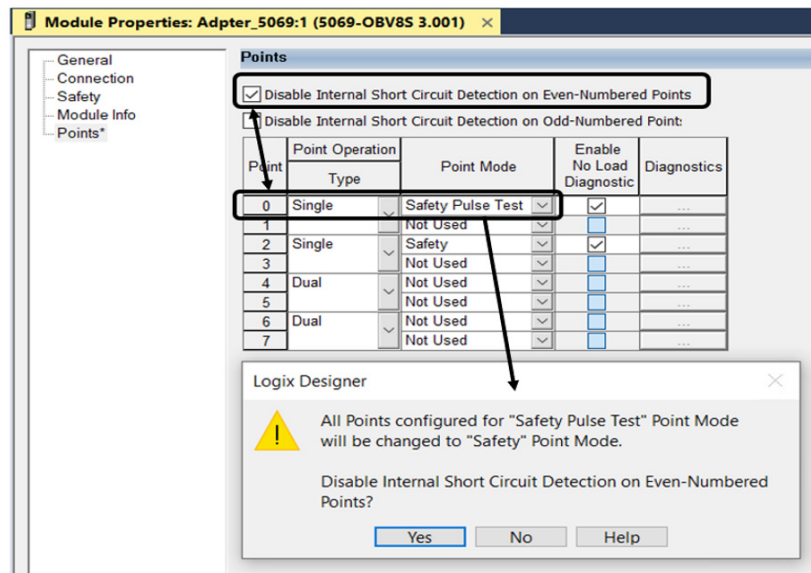 Module Properties: Adpter_5069:1 (5069-OBV8S 3.001) ×
General
Connection
Safety
Module Info
Points*
Points
Disable Internal Short Circuit Detection on Even-Numbered Points
Disable Internal Short Circuit Detection on Odd-Numbered Point:
Point
Point Operation
Type
Point Mode
Enable
No Load
Diagnostic
Diagnostics
0 Single Safety Pulse Test ...
1 Not Used ...
2 Single Safety ...
3 Not Used ...
4 Dual Not Used ...
5 Not Used ...
6 Dual Not Used ...
7 Not Used ...
Logix Designer
All Points configured for "Safety Pulse Test" Point Mode
will be changed to "Safety" Point Mode.
Disable Internal Short Circuit Detection on Even-Numbered
Points?
Yes No Help